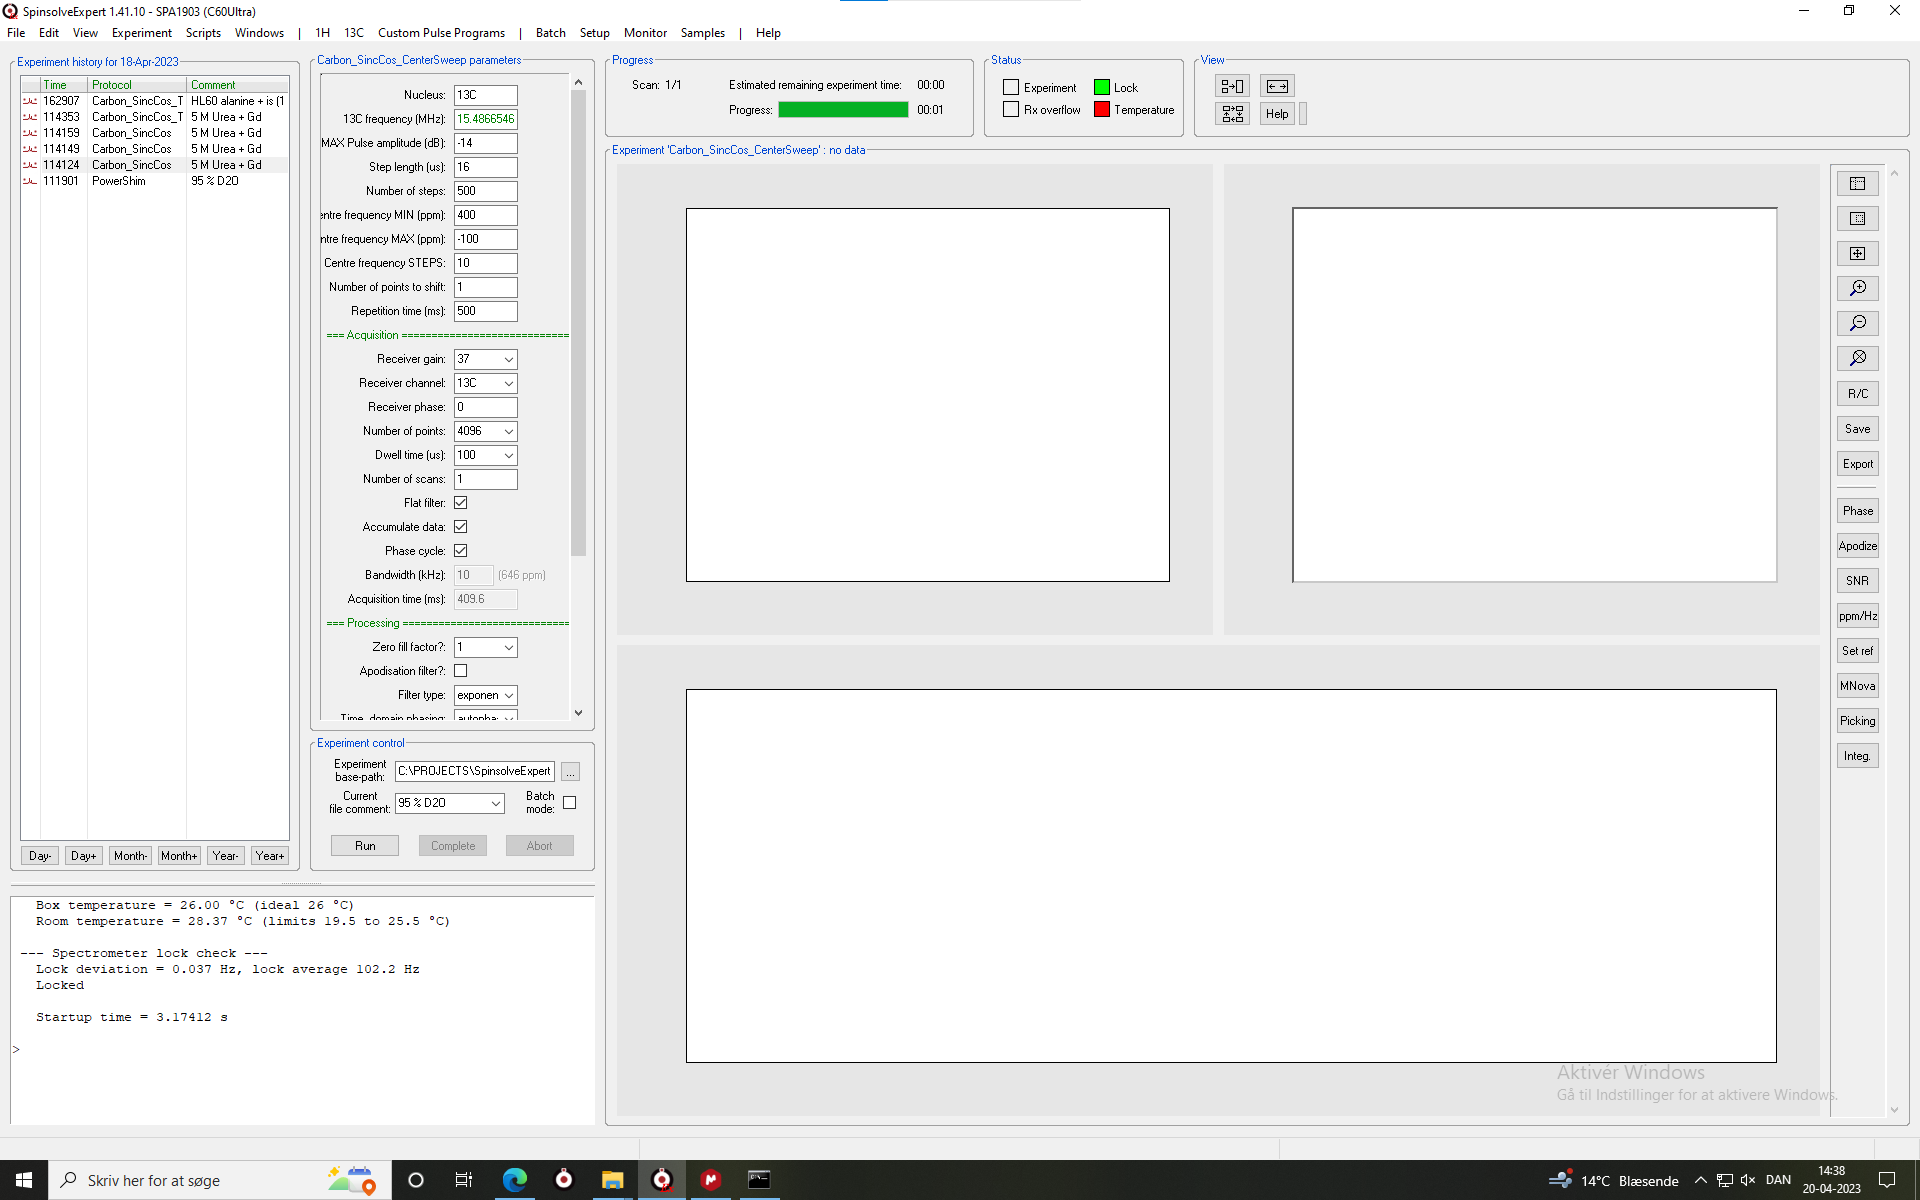 SpinsolveExpert 1.41.10 - SPA1903 (C60Ultra)
File Edit View Experiment Scripts Windows | 1H 13C Custom Pulse Programs | Batch Setup Monitor Samples | Help
Experiment history for 18-Apr-2023
Time Protocol Comment
162907 Carbon_SincCos_T HL60 alanine + is (1
114353 Carbon_SincCos_T 5 M Urea + Gd
114159 Carbon_SincCos 5 M Urea + Gd
114149 Carbon_SincCos 5 M Urea + Gd
114124 Carbon_SincCos 5 M Urea + Gd
111901 PowerShim 95 % D2O
Day- Day+ Month- Month+ Year- Year+
Carbon_SincCos_CenterSweep parameters
Nucleus: 13C
13C frequency (MHz): 15.4866546
MAX Pulse amplitude (dB): -14
Step length (us): 16
Number of steps: 500
entre frequency MIN (ppm): 400
ntre frequency MAX (ppm): -100
Centre frequency STEPS: 10
Number of points to shift: 1
Repetition time (ms): 500
=== Acquisition ===========================
Receiver gain: 37
Receiver channel: 13C
Receiver phase: 0
Number of points: 4096
Dwell time (us): 100
Number of scans: 1
Flat filter:
Accumulate data:
Phase cycle:
Bandwidth (kHz): 10 (646 ppm)
Acquisition time (ms): 409.6
=== Processing ===========================
Zero fill factor?: 1
Apodisation filter?:
Filter type: exponen
Time domain phasing: autopha:
Experiment control
Experiment base-path: C:\PROJECTS\SpinsolveExpert ...
Current file comment: 95 % D2O Batch mode:
Run Complete Abort
Box temperature = 26.00 °C (ideal 26 °C)
Room temperature = 28.37 °C (limits 19.5 to 25.5 °C)
--- Spectrometer lock check ---
Lock deviation = 0.037 Hz, lock average 102.2 Hz
Locked
Startup time = 3.17412 s
>
Progress
Scan: 1/1 Estimated remaining experiment time: 00:00
Progress: 00:01
Status
Experiment Lock
Rx overflow Temperature
View
Help
Experiment 'Carbon_SincCos_CenterSweep' : no data
R/C
Save
Export
Phase
Apodize
SNR
ppm/Hz
Set ref
MNova
Picking
Integ.
Aktivér Windows
Gå til Indstillinger for at aktivere Windows.
Skriv her for at søge
14°C Blæsende DAN
14:38
20-04-2023